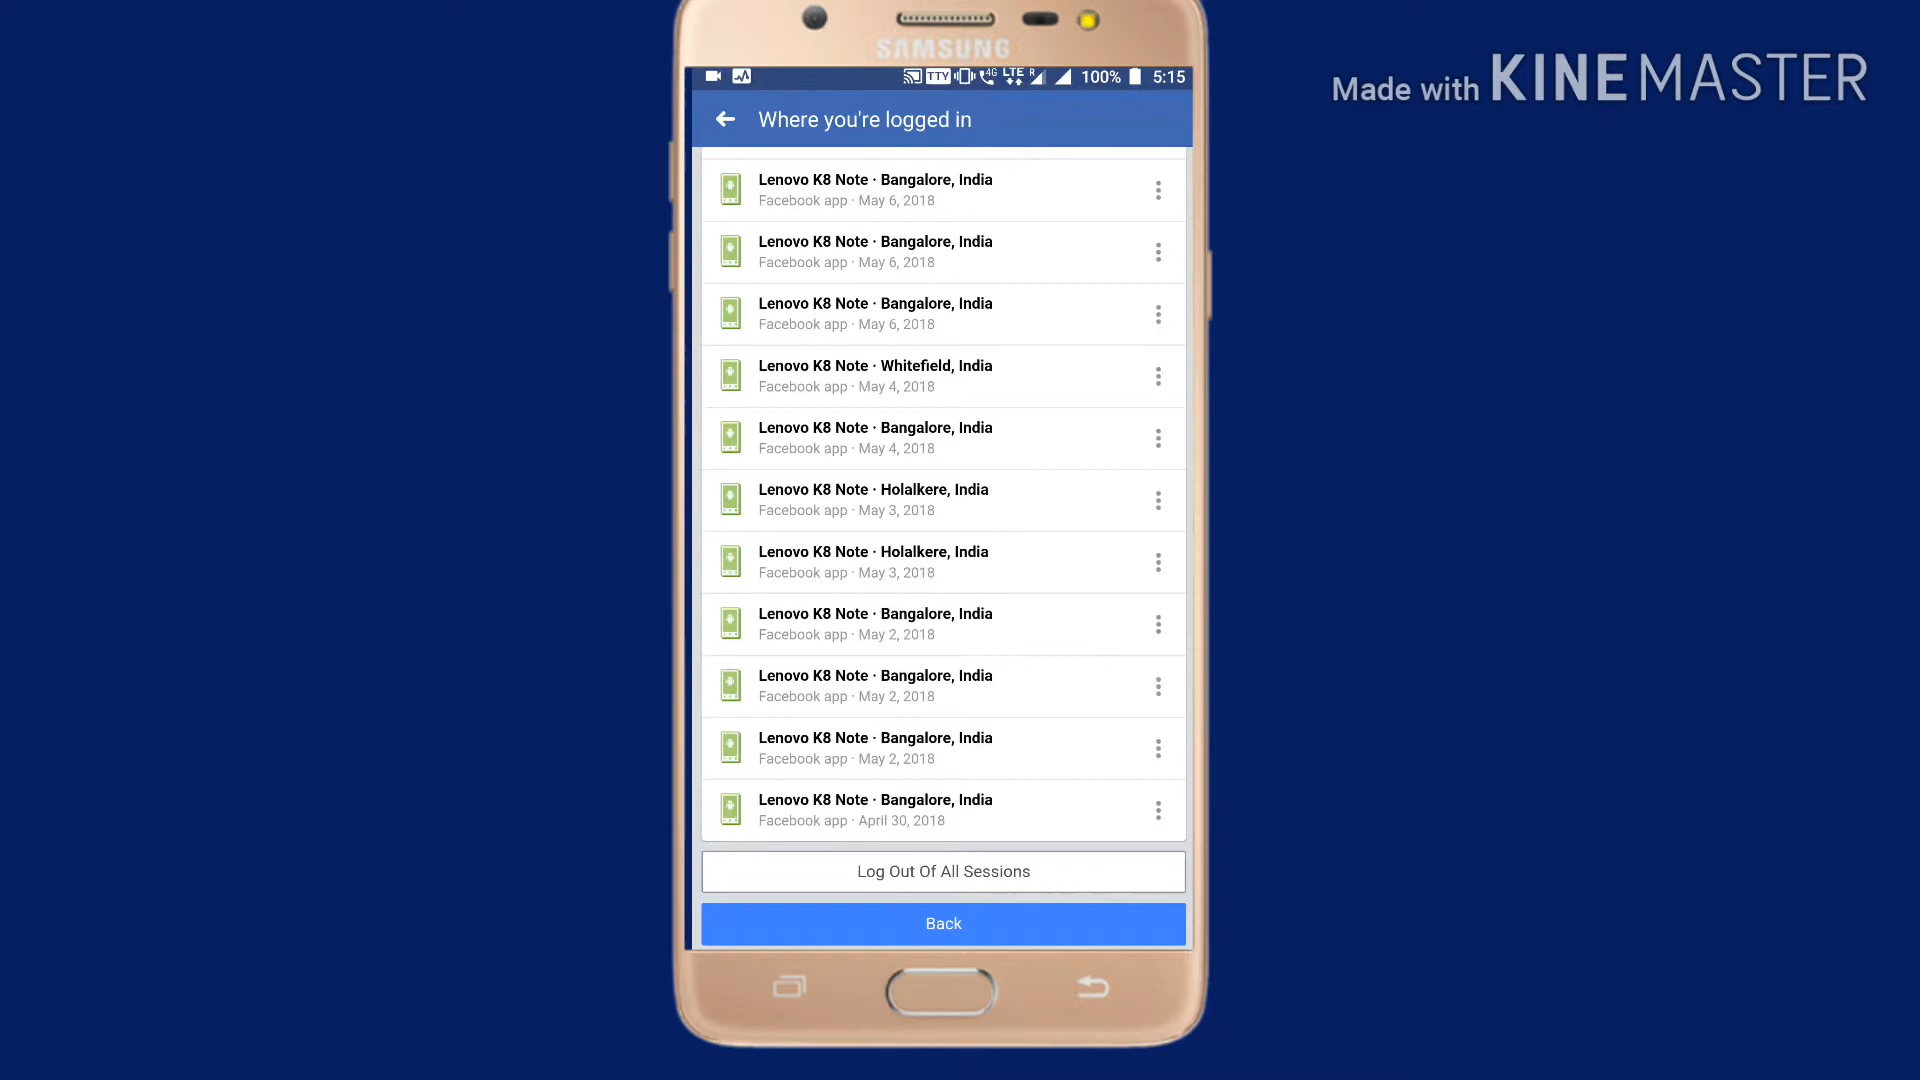 SAMSUNG
Made with KINEMASTER
TTY 4G LTE R 100% 5:15
Where you're logged in
Lenovo K8 Note · Bangalore, India
Facebook app · May 6, 2018
Lenovo K8 Note · Bangalore, India
Facebook app · May 6, 2018
Lenovo K8 Note · Bangalore, India
Facebook app · May 6, 2018
Lenovo K8 Note · Whitefield, India
Facebook app · May 4, 2018
Lenovo K8 Note · Bangalore, India
Facebook app · May 4, 2018
Lenovo K8 Note · Holalkere, India
Facebook app · May 3, 2018
Lenovo K8 Note · Holalkere, India
Facebook app · May 3, 2018
Lenovo K8 Note · Bangalore, India
Facebook app · May 2, 2018
Lenovo K8 Note · Bangalore, India
Facebook app · May 2, 2018
Lenovo K8 Note · Bangalore, India
Facebook app · May 2, 2018
Lenovo K8 Note · Bangalore, India
Facebook app · April 30, 2018
Log Out Of All Sessions
Back